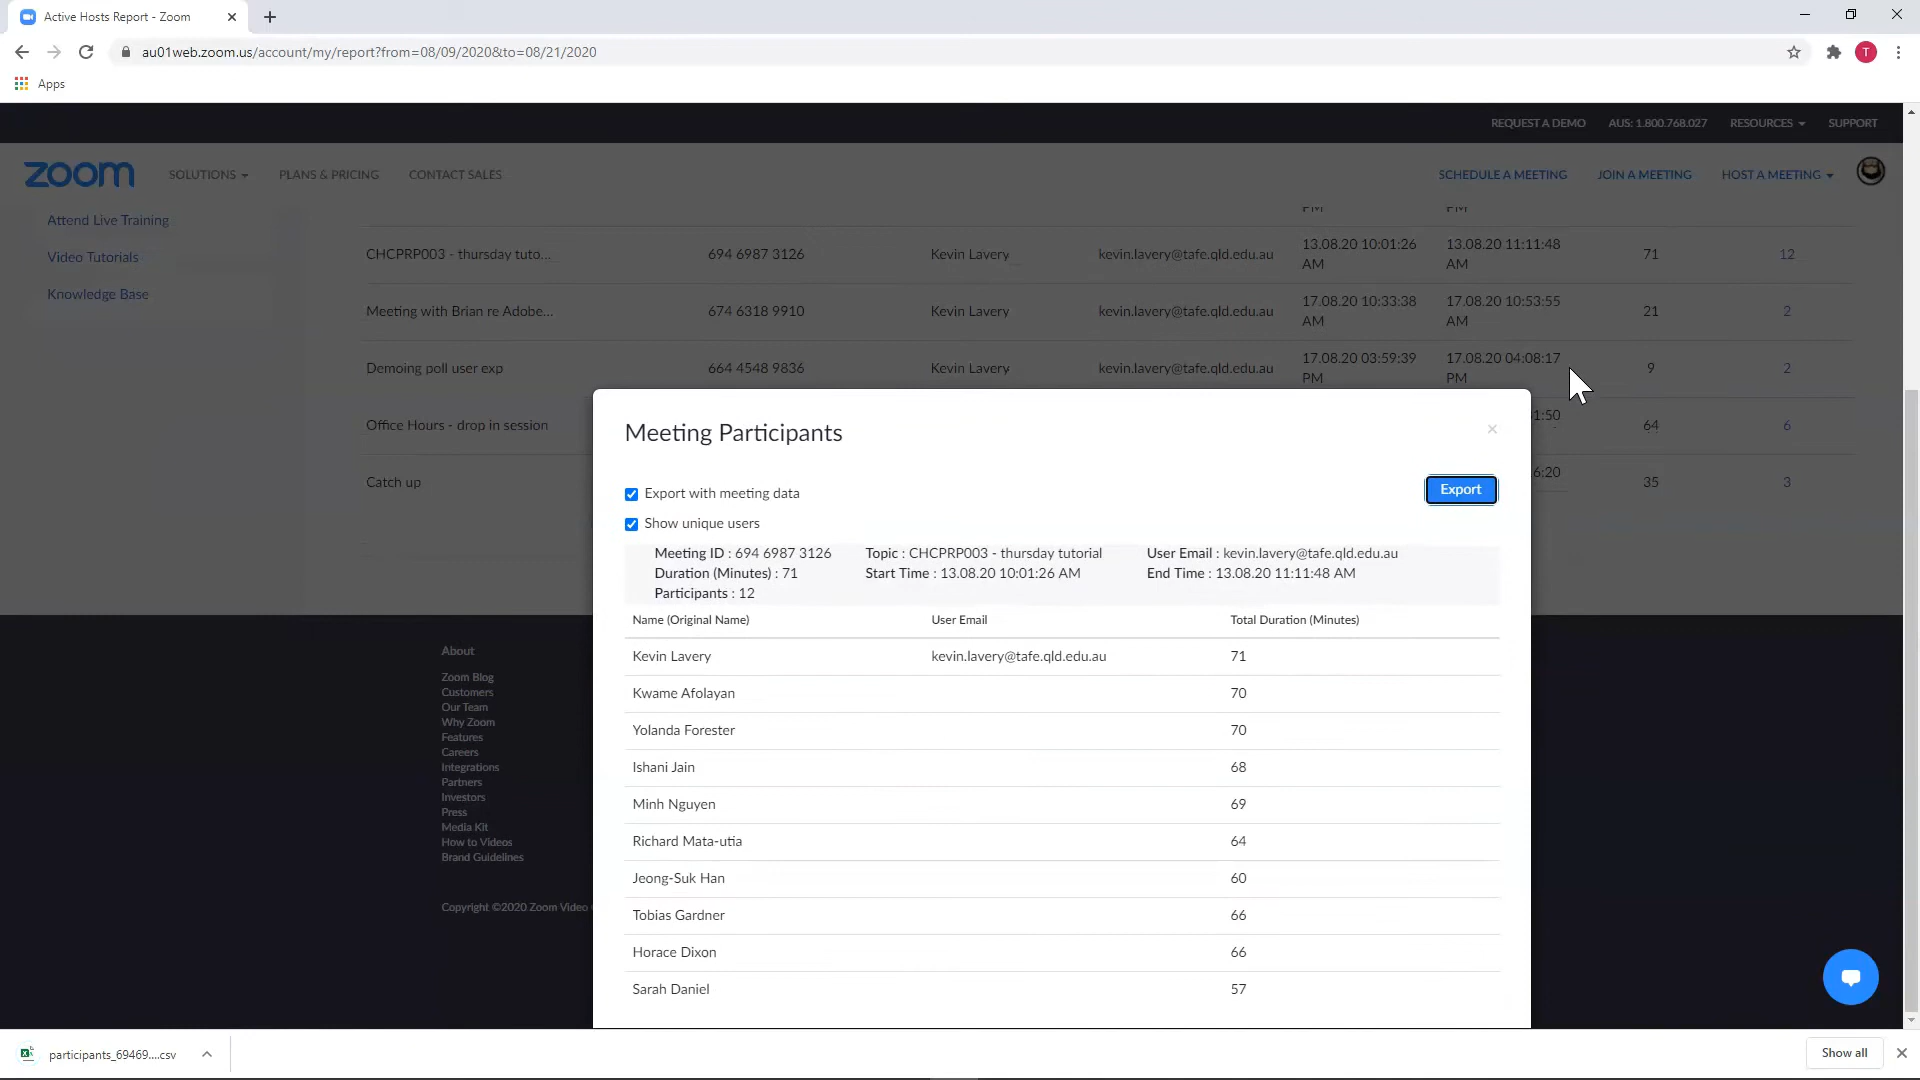 Active Hosts Report - Zoom
au01web.zoom.us/account/my/report?from=08/09/2020&to=08/21/2020
T
Apps
REQUEST A DEMO AUS: 1.800.768.027 RESOURCES SUPPORT
zoom SOLUTIONS PLANS & PRICING CONTACT SALES SCHEDULE A MEETING JOIN A MEETING HOST A MEETING
Attend Live Training
Video Tutorials
Knowledge Base
PM PM
CHCPRP003 - thursday tuto... 694 6987 3126 Kevin Lavery kevin.lavery@tafe.qld.edu.au 13.08.20 10:01:26 AM 13.08.20 11:11:48 AM 71 12
Meeting with Brian re Adobe... 674 6318 9910 Kevin Lavery kevin.lavery@tafe.qld.edu.au 17.08.20 10:33:38 AM 17.08.20 10:53:55 AM 21 2
Demoing poll user exp 664 4548 9836 Kevin Lavery kevin.lavery@tafe.qld.edu.au 17.08.20 03:59:39 PM 17.08.20 04:08:17 PM 9 2
Office Hours - drop in session 1:50 64 6
Catch up 6:20 35 3
Meeting Participants
×
Export with meeting data
Export
Show unique users
Meeting ID : 694 6987 3126 Topic : CHCPRP003 - thursday tutorial User Email : kevin.lavery@tafe.qld.edu.au
Duration (Minutes) : 71 Start Time : 13.08.20 10:01:26 AM End Time : 13.08.20 11:11:48 AM
Participants : 12
Name (Original Name) User Email Total Duration (Minutes)
Kevin Lavery kevin.lavery@tafe.qld.edu.au 71
Kwame Afolayan 70
Yolanda Forester 70
Ishani Jain 68
Minh Nguyen 69
Richard Mata-utia 64
Jeong-Suk Han 60
Tobias Gardner 66
Horace Dixon 66
Sarah Daniel 57
About
Zoom Blog
Customers
Our Team
Why Zoom
Features
Careers
Integrations
Partners
Investors
Press
Media Kit
How to Videos
Brand Guidelines
Copyright ©2020 Zoom Video
participants_69469....csv
Show all